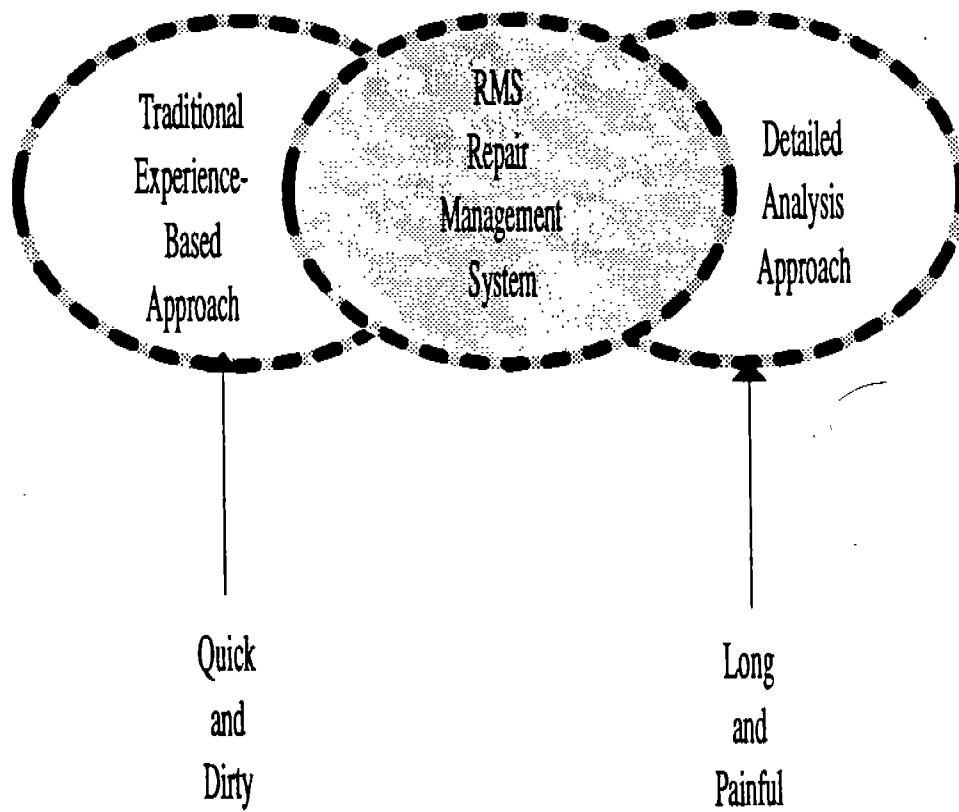 Traditional
Experience-
Based
Approach
RMS
Repair
Management
System
Detailed
Analysis
Approach
Quick
and
Dirty
Long
and
Painful